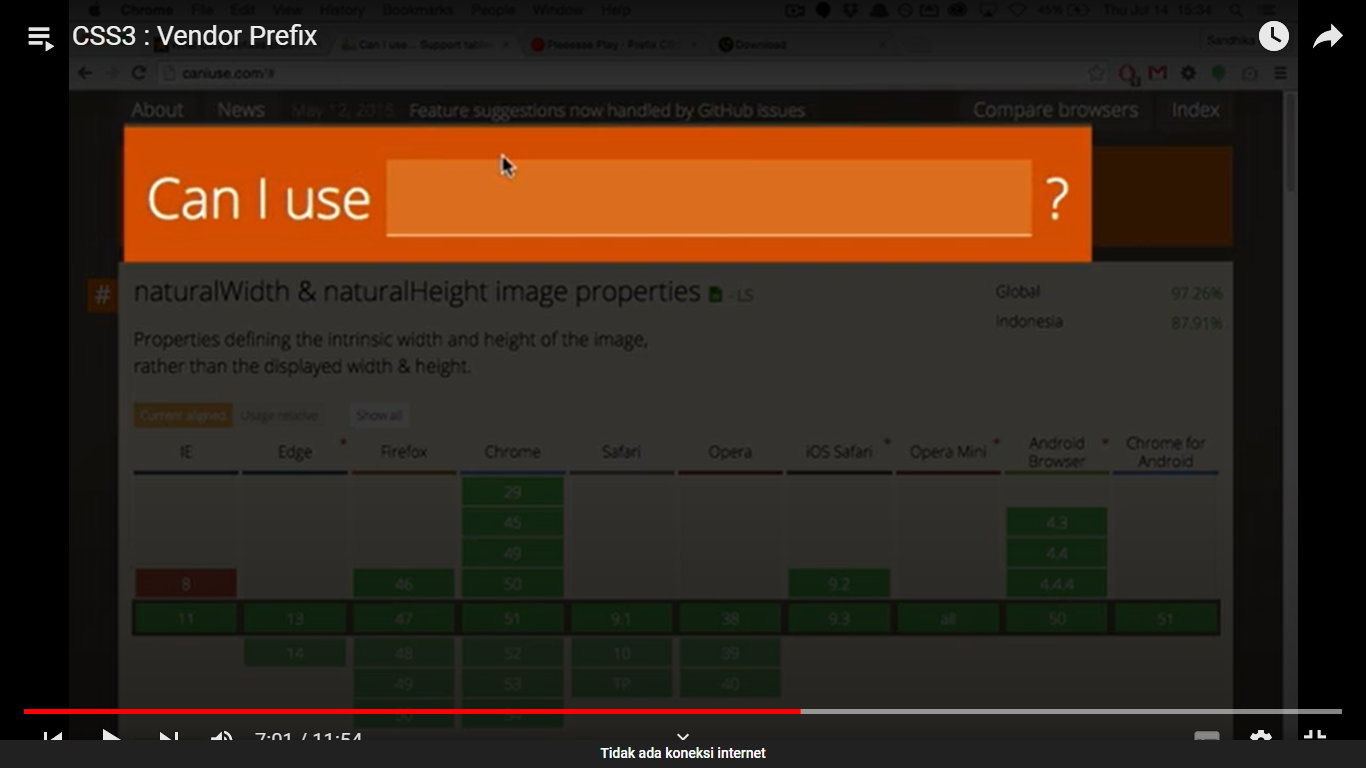 Chrome File Edit View History Bookmarks People Window Help 45% Thu Jul 14 15:34
CSS3 : Vendor Prefix
Can I use... Support table
Pleeease Play - Prefix CSS
Download
Sandhika
caniuse.com/#
About News May 12, 2015 Feature suggestions now handled by GitHub issues Compare browsers Index
Can I use ?
# naturalWidth & naturalHeight image properties - LS
Global 97.26%
Indonesia 87.91%
Properties defining the intrinsic width and height of the image,
rather than the displayed width & height.
Current aligned Usage relative Show all
IE Edge * Firefox Chrome Safari Opera iOS Safari * Opera Mini * Android Browser * Chrome for Android
29
45 4.3
49 4.4
8 46 50 9.2 4.4.4
11 13 47 51 9.1 38 9.3 all 50 51
14 48 52 10 39
49 53 TP 40
50 54
7:01 / 11:54
Tidak ada koneksi internet